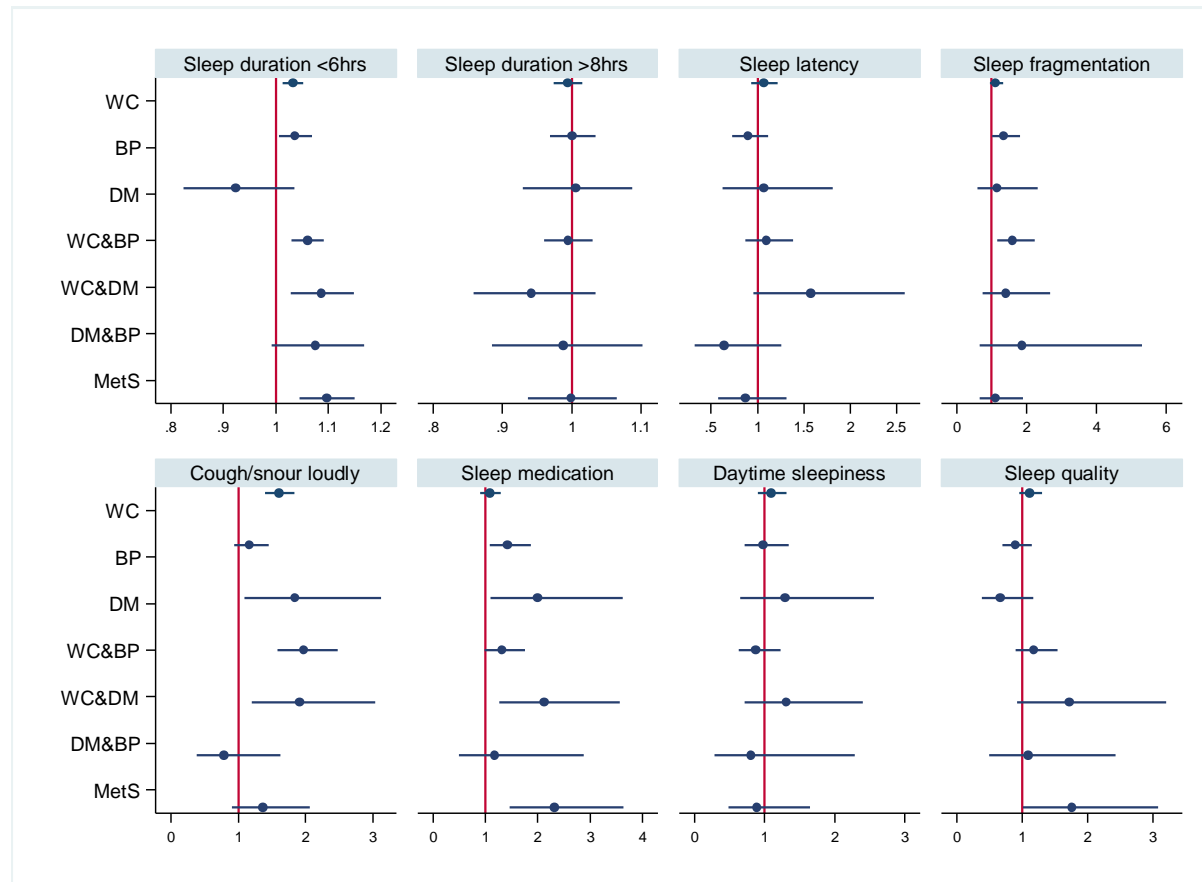 Sleep duration <6hrs Sleep duration >8hrs Sleep latency Sleep fragmentation
WC
BP
DM
WC&BP
WC&DM
DM&BP
MetS
.8 .9 1 1.1 1.2 .8 .9 1 1.1 .5 1 1.5 2 2.5 0 2 4 6
Cough/snour loudly Sleep medication Daytime sleepiness Sleep quality
WC
BP
DM
WC&BP
WC&DM
DM&BP
MetS
0 1 2 3 0 1 2 3 4 0 1 2 3 0 1 2 3